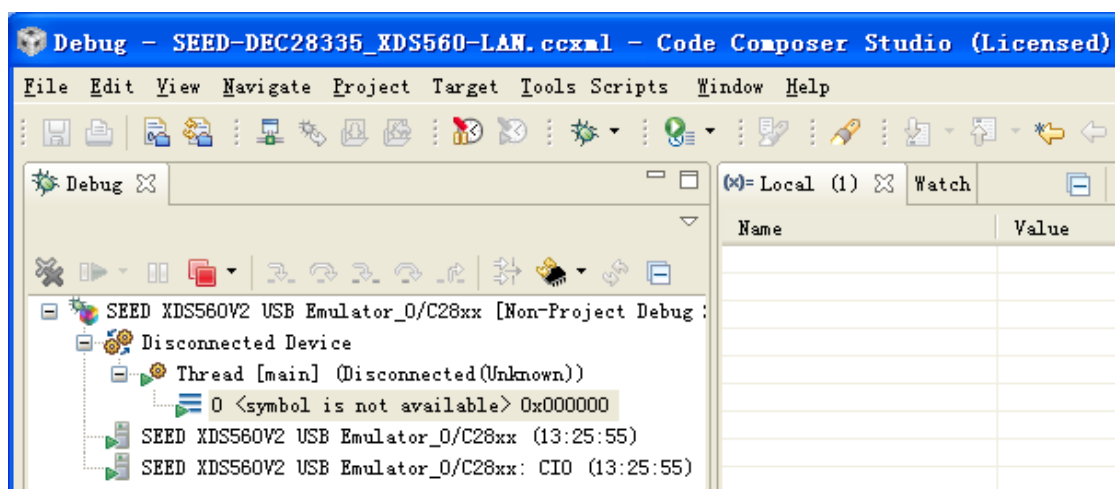 Debug - SEED-DEC28335_XDS560-LAN.ccxml - Code Composer Studio (Licensed)
File Edit View Navigate Project Target Tools Scripts Window Help
Debug
(x)= Local (1) Watch
Name Value
SEED XDS560V2 USB Emulator_0/C28xx [Non-Project Debug
Disconnected Device
Thread [main] (Disconnected(Unknown))
0 <symbol is not available> 0x000000
SEED XDS560V2 USB Emulator_0/C28xx (13:25:55)
SEED XDS560V2 USB Emulator_0/C28xx: CIO (13:25:55)